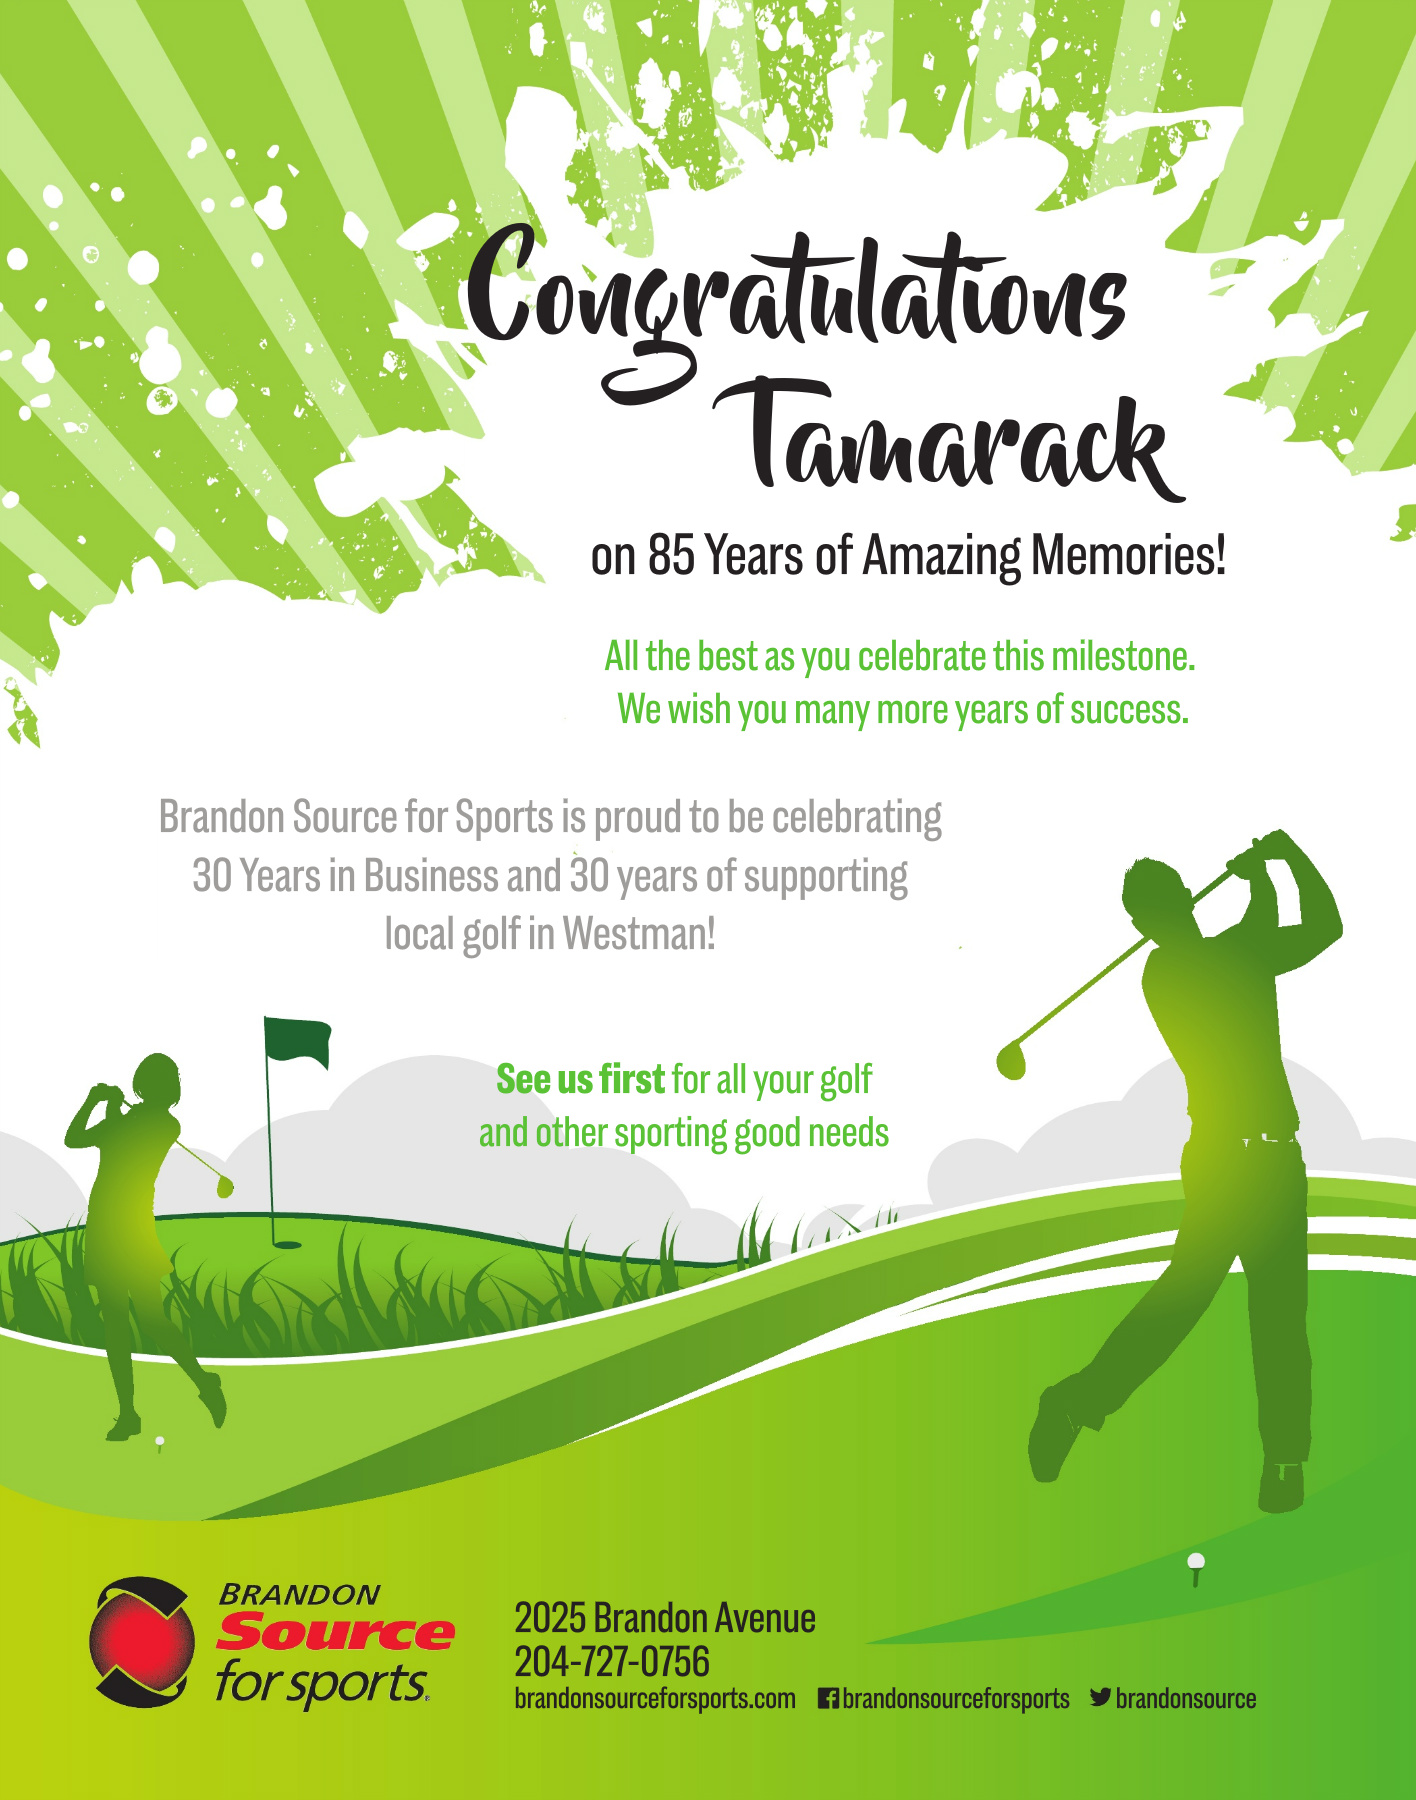 Congratulations
Tamarack
on 85 Years of Amazing Memories!
All the best as you celebrate this milestone.
We wish you many more years of success.
Brandon Source for Sports is proud to be celebrating
30 Years in Business and 30 years of supporting
local golf in Westman!
See us first for all your golf
and other sporting good needs
BRANDON
Source
for sports®
2025 Brandon Avenue
204-727-0756
brandonsourceforsports.com brandonsourceforsports brandonsource